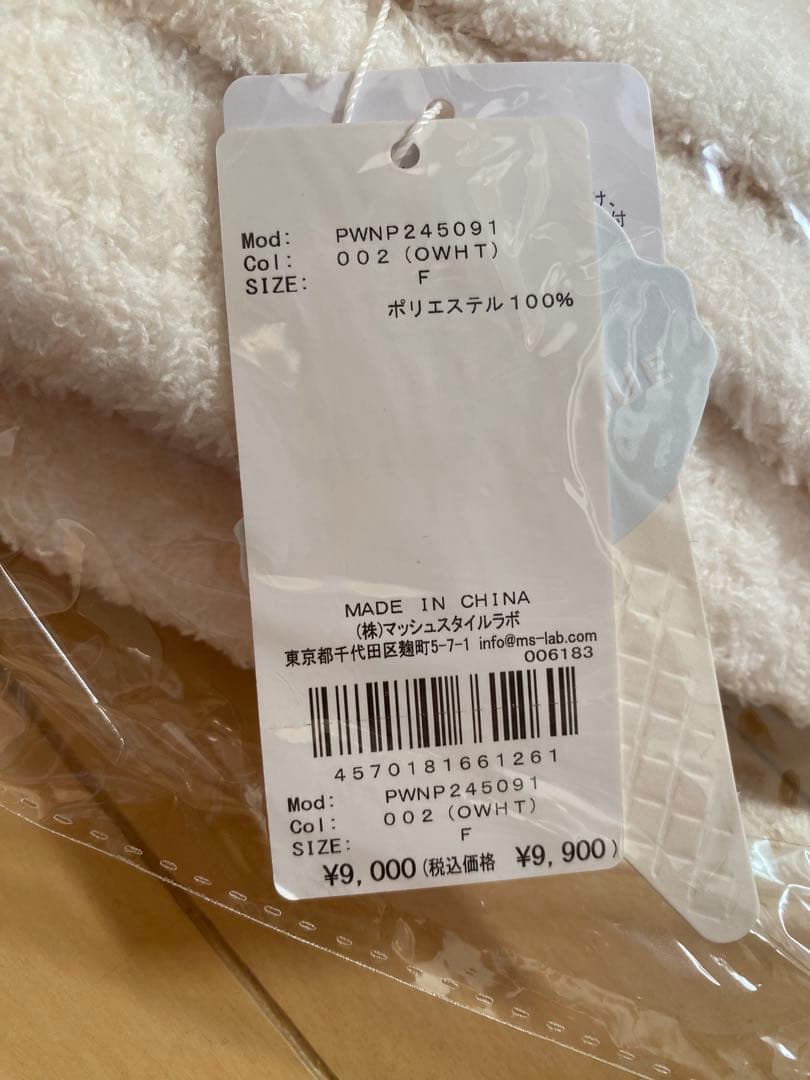 Mod: PWNP245091
Col: 002(OWHT)
SIZE: F
ポリエステル100%
MADE IN CHINA
(株)マッシュスタイルラボ
東京都千代田区麹町5-7-1 info@ms-lab.com
006183
4570181661261
Mod: PWNP245091
Col: 002(OWHT)
SIZE: F
¥9,000(税込価格 ¥9,900)
け、
付
UE